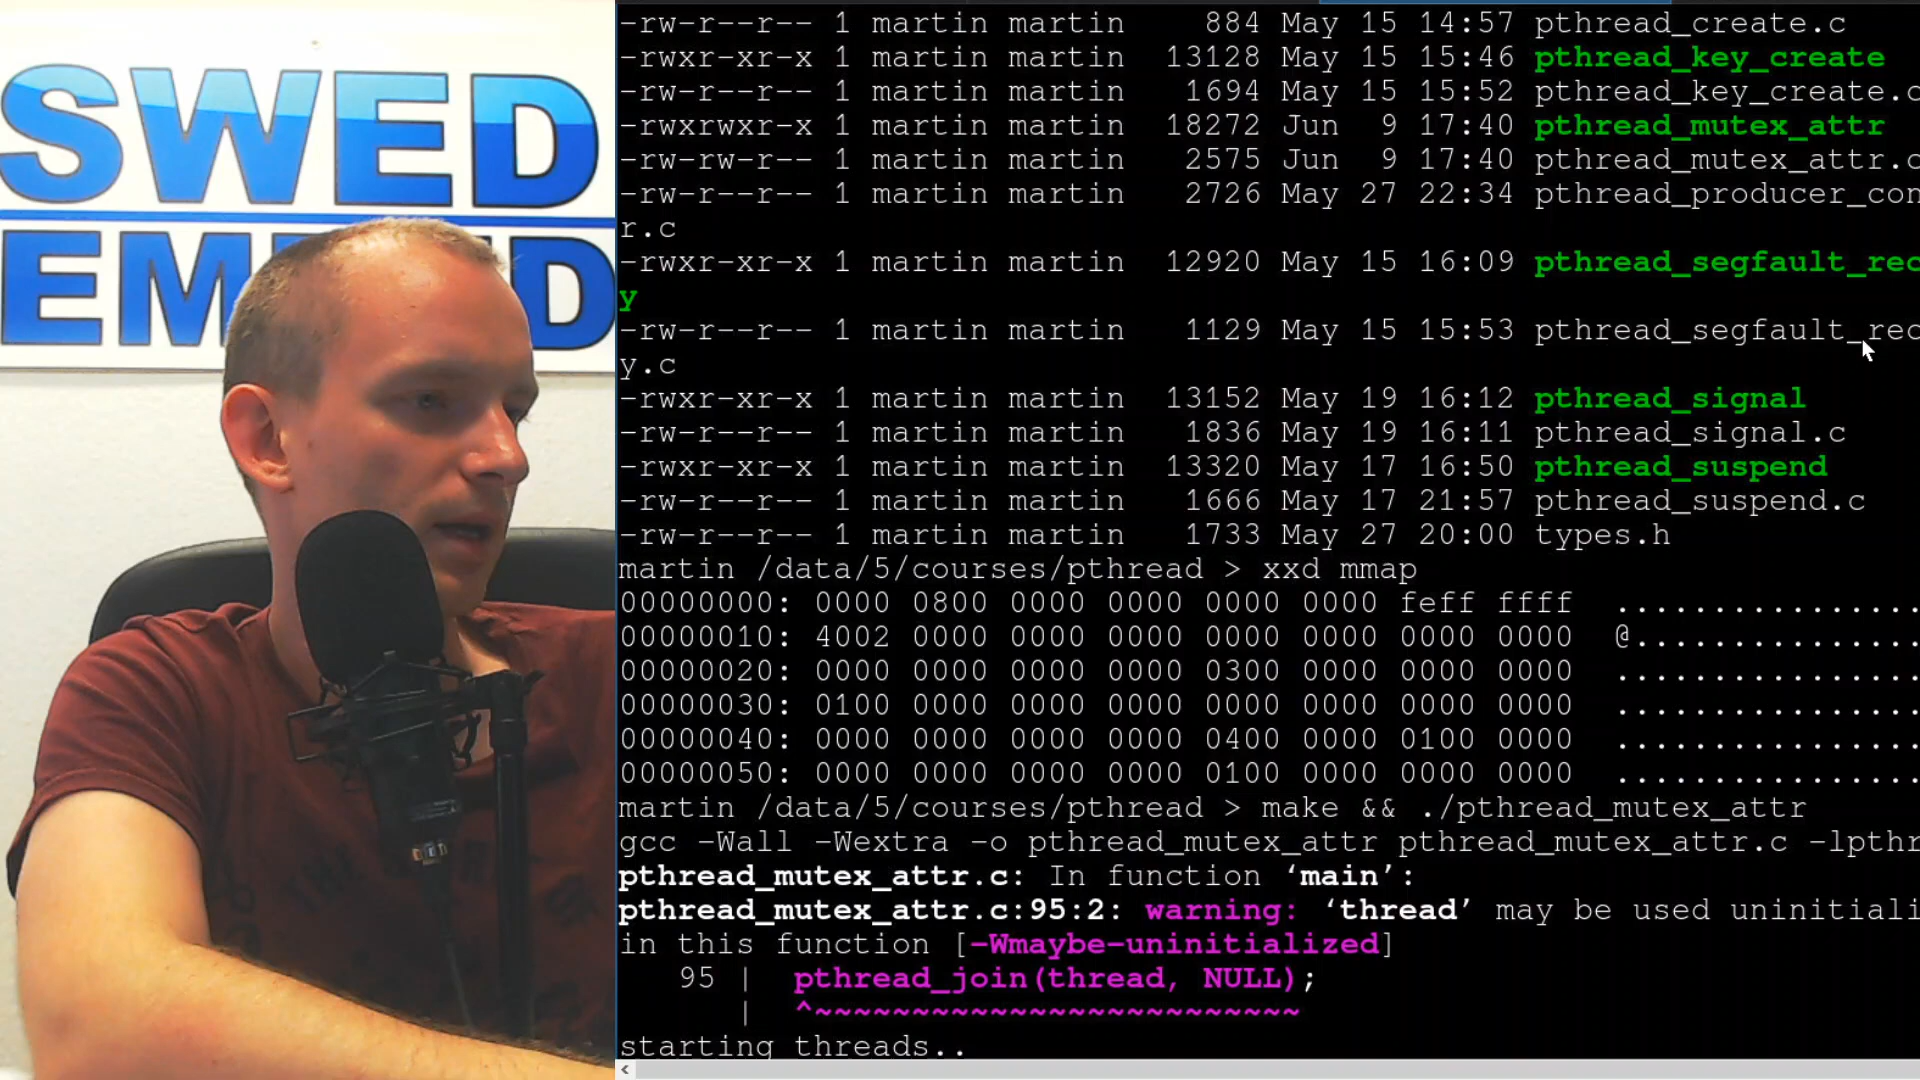 SWED
EMBED
-rw-r--r-- 1 martin martin 884 May 15 14:57 pthread_create.c
-rwxr-xr-x 1 martin martin 13128 May 15 15:46 pthread_key_create
-rw-r--r-- 1 martin martin 1694 May 15 15:52 pthread_key_create.c
-rwxrwxr-x 1 martin martin 18272 Jun 9 17:40 pthread_mutex_attr
-rw-rw-r-- 1 martin martin 2575 Jun 9 17:40 pthread_mutex_attr.c
-rw-r--r-- 1 martin martin 2726 May 27 22:34 pthread_producer_con
r.c
-rwxr-xr-x 1 martin martin 12920 May 15 16:09 pthread_segfault_rec
y
-rw-r--r-- 1 martin martin 1129 May 15 15:53 pthread_segfault_rec
y.c
-rwxr-xr-x 1 martin martin 13152 May 19 16:12 pthread_signal
-rw-r--r-- 1 martin martin 1836 May 19 16:11 pthread_signal.c
-rwxr-xr-x 1 martin martin 13320 May 17 16:50 pthread_suspend
-rw-r--r-- 1 martin martin 1666 May 17 21:57 pthread_suspend.c
-rw-r--r-- 1 martin martin 1733 May 27 20:00 types.h
martin /data/5/courses/pthread > xxd mmap
00000000: 0000 0800 0000 0000 0000 0000 feff ffff ................
00000010: 4002 0000 0000 0000 0000 0000 0000 0000 @...............
00000020: 0000 0000 0000 0000 0300 0000 0000 0000 ................
00000030: 0100 0000 0000 0000 0000 0000 0000 0000 ................
00000040: 0000 0000 0000 0000 0400 0000 0100 0000 ................
00000050: 0000 0000 0000 0000 0100 0000 0000 0000 ................
martin /data/5/courses/pthread > make && ./pthread_mutex_attr
gcc -Wall -Wextra -o pthread_mutex_attr pthread_mutex_attr.c -lpthr
pthread_mutex_attr.c: In function ‘main’:
pthread_mutex_attr.c:95:2: warning: ‘thread’ may be used uninitiali
in this function [-Wmaybe-uninitialized]
95 | pthread_join(thread, NULL);
| ^~~~~~~~~~~~~~~~~~~~~~~~~~
starting threads..